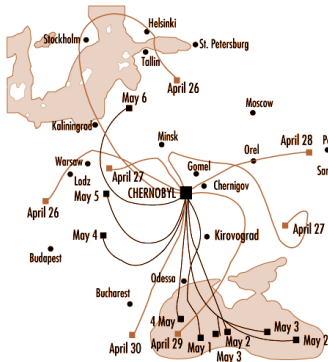 Helsinki
Stockholm
St. Petersburg
Tallin
April 26
May 6
Moscow
Kaliningrad
Minsk
Orel
April 28
Warsaw
Lodz
April 27
Gomel
CHERNOBYL
Chernigov
May 5
April 26
April 27
May 4
Kirovograd
Budapest
Odessa
Bucharest
4 May
May 3
April 30
April 29
May 1
May 2
May 2
May 3